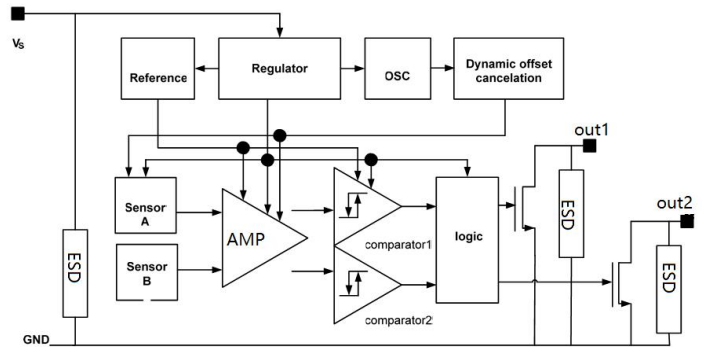 Vs
Reference
Regulator
OSC
Dynamic offset
cancelation
out1
Sensor
A
AMP
comparator1
logic
ESD
out2
ESD
Sensor
B
comparator2
ESD
GND